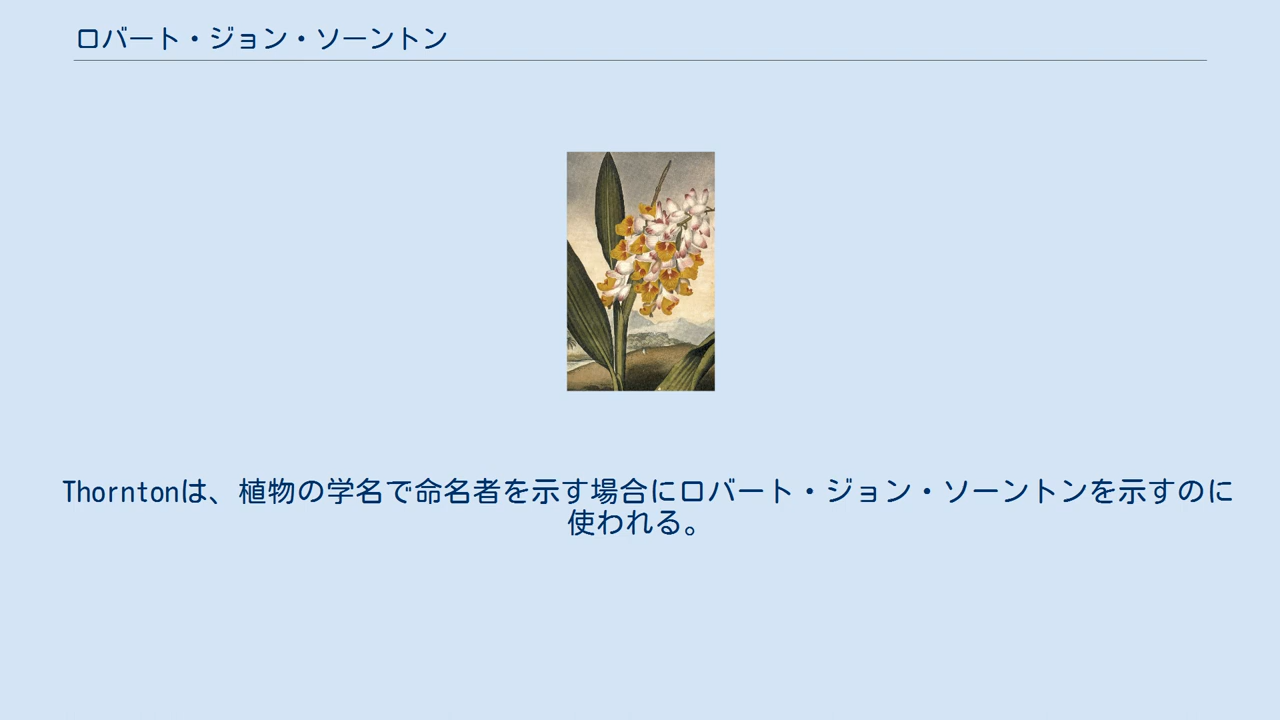 ロバート・ジョン・ソーントン
Thorntonは、植物の学名で命名者を示す場合にロバート・ジョン・ソーントンを示すのに
使われる。